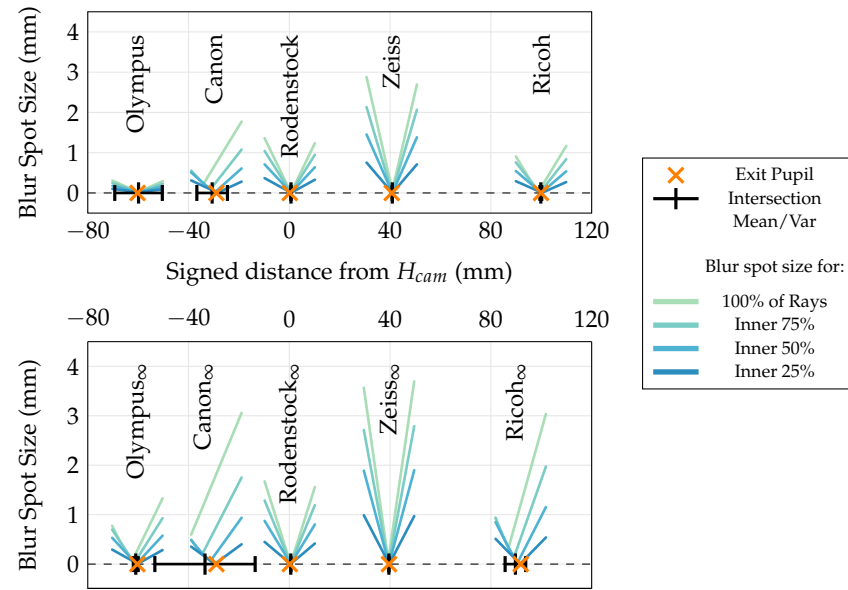 4
3
2
1
0
Blur Spot Size (mm)
Olympus
Canon
Rodenstock
Zeiss
Ricoh
−80
−40
0
40
80
120
Signed distance from H_cam (mm)
−80
−40
0
40
80
120
4
3
2
1
0
Blur Spot Size (mm)
Olympus∞
Canon∞
Rodenstock∞
Zeiss∞
Ricoh∞
Exit Pupil
Intersection
Mean/Var
Blur spot size for:
100% of Rays
Inner 75%
Inner 50%
Inner 25%